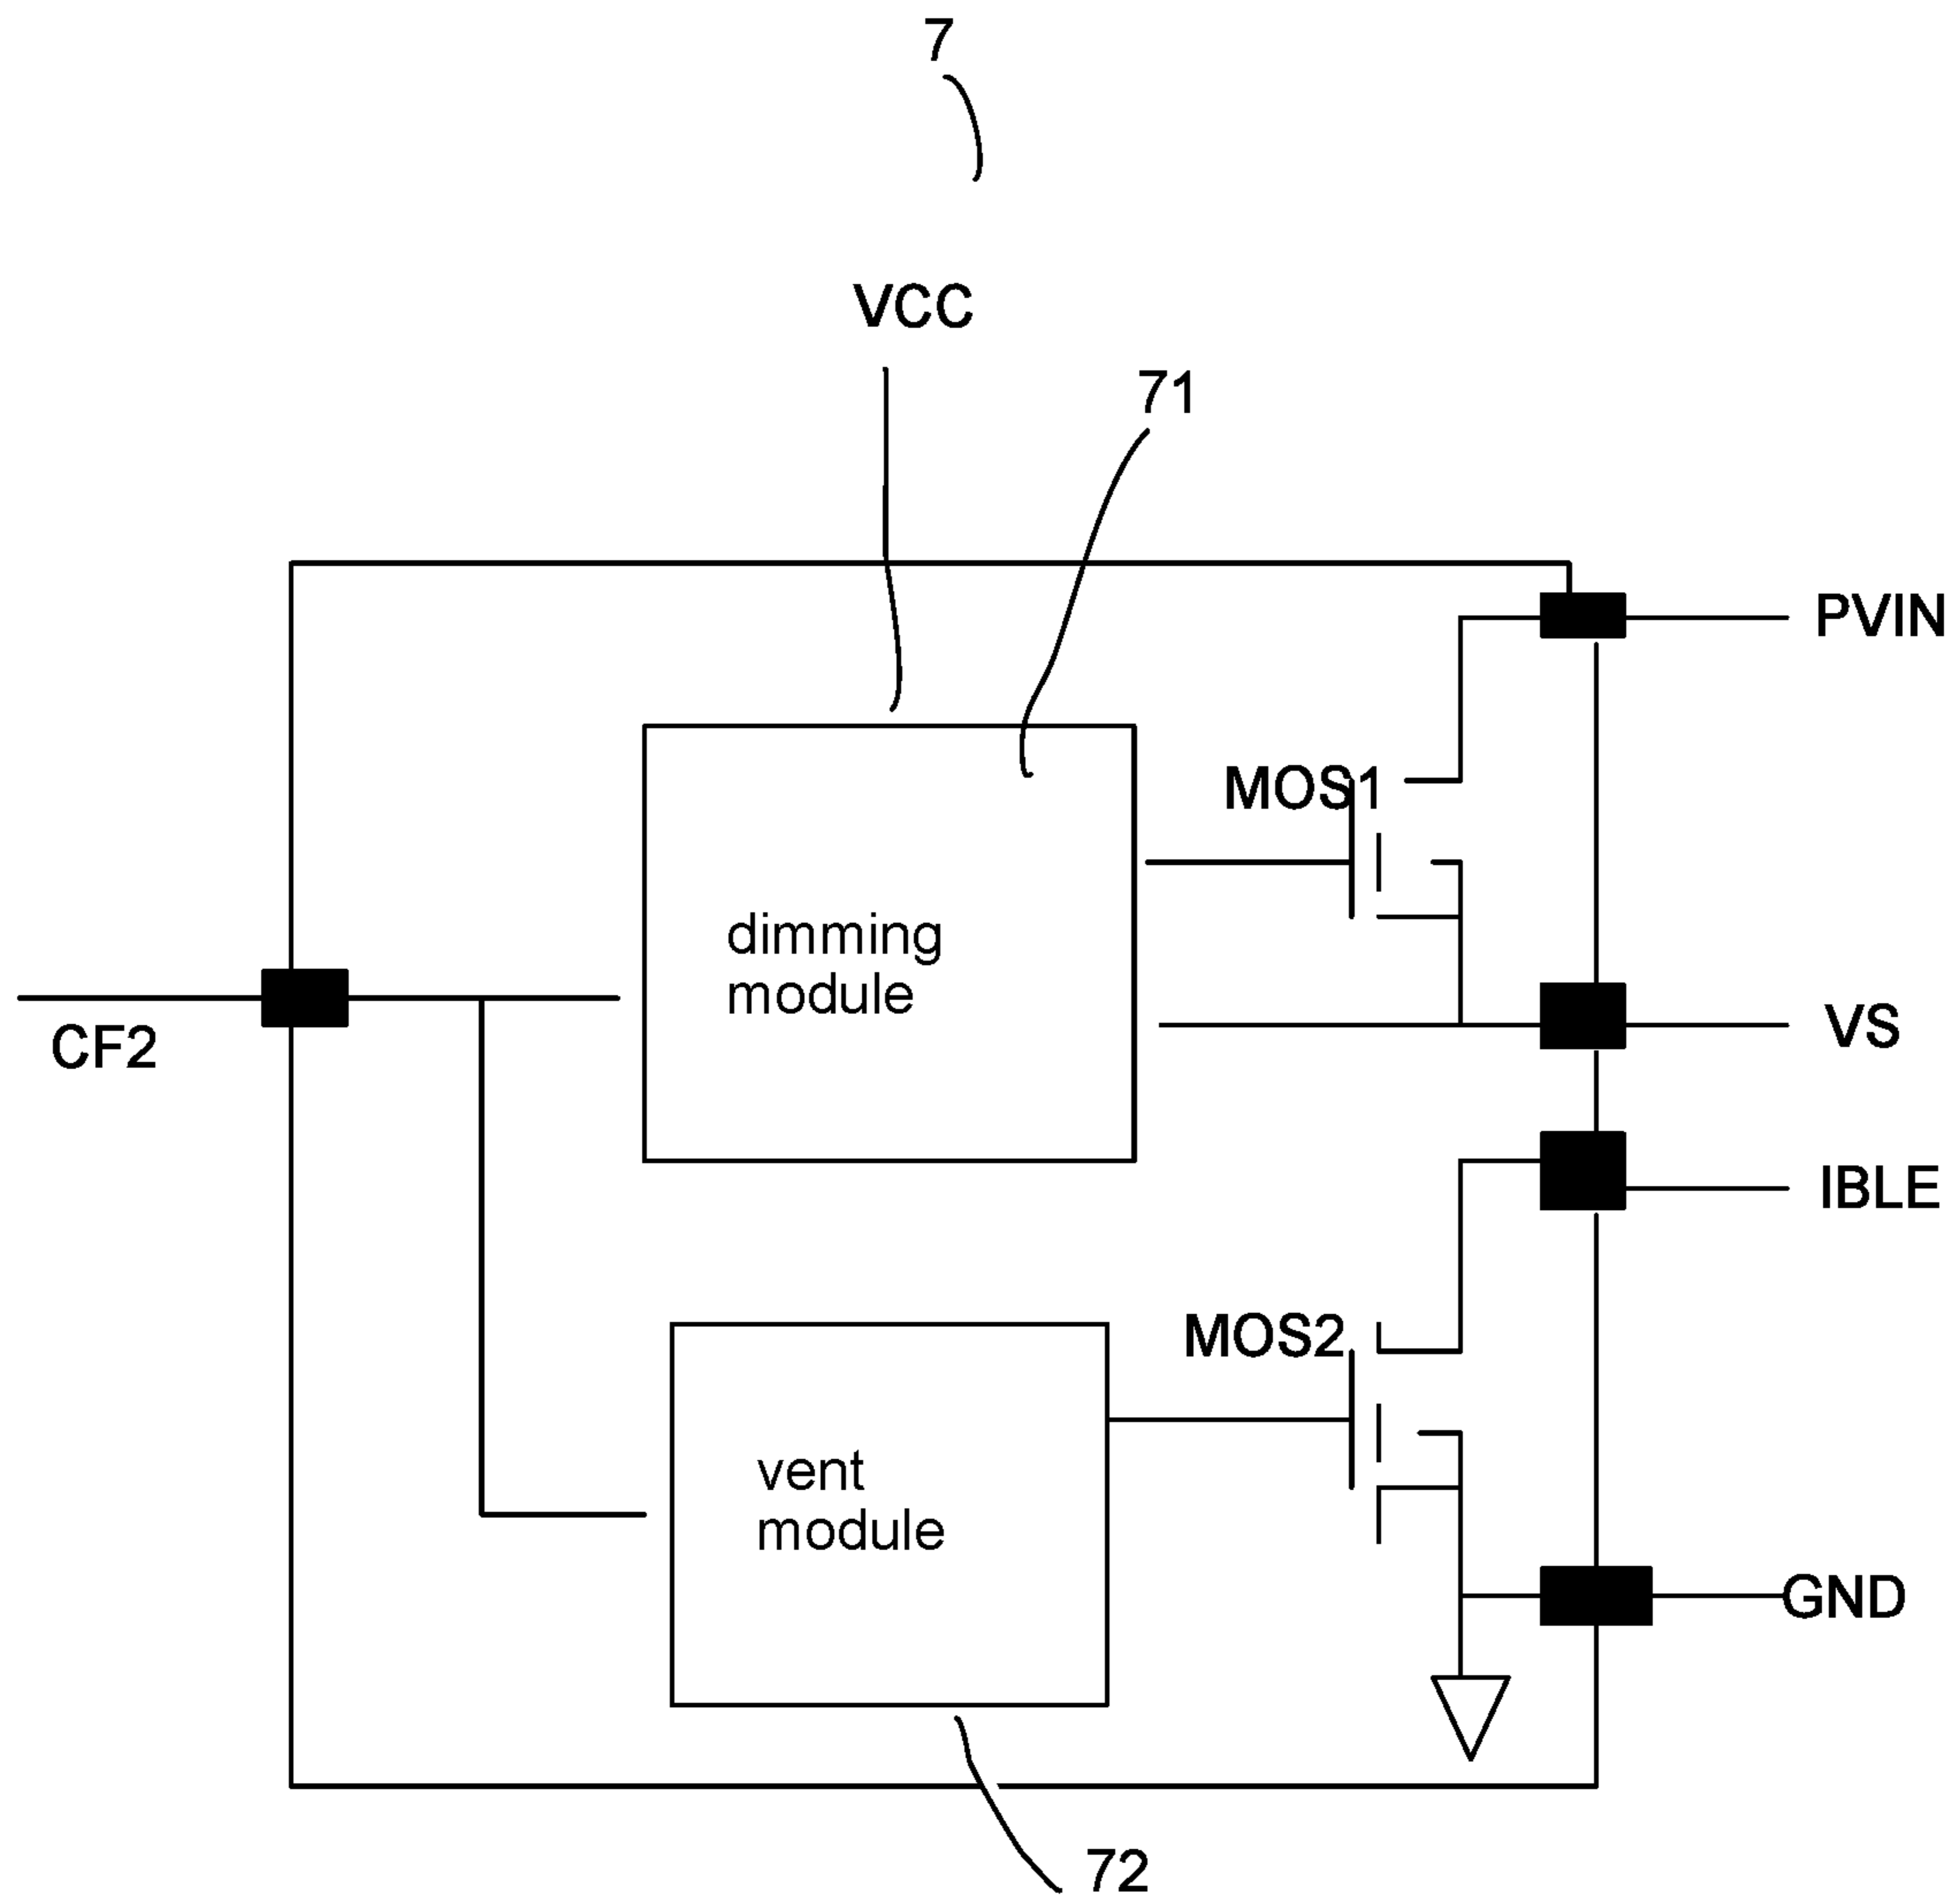 7
VCC
71
PVIN
MOS1
dimming
module
CF2
VS
IBLE
MOS2
vent
module
GND
72